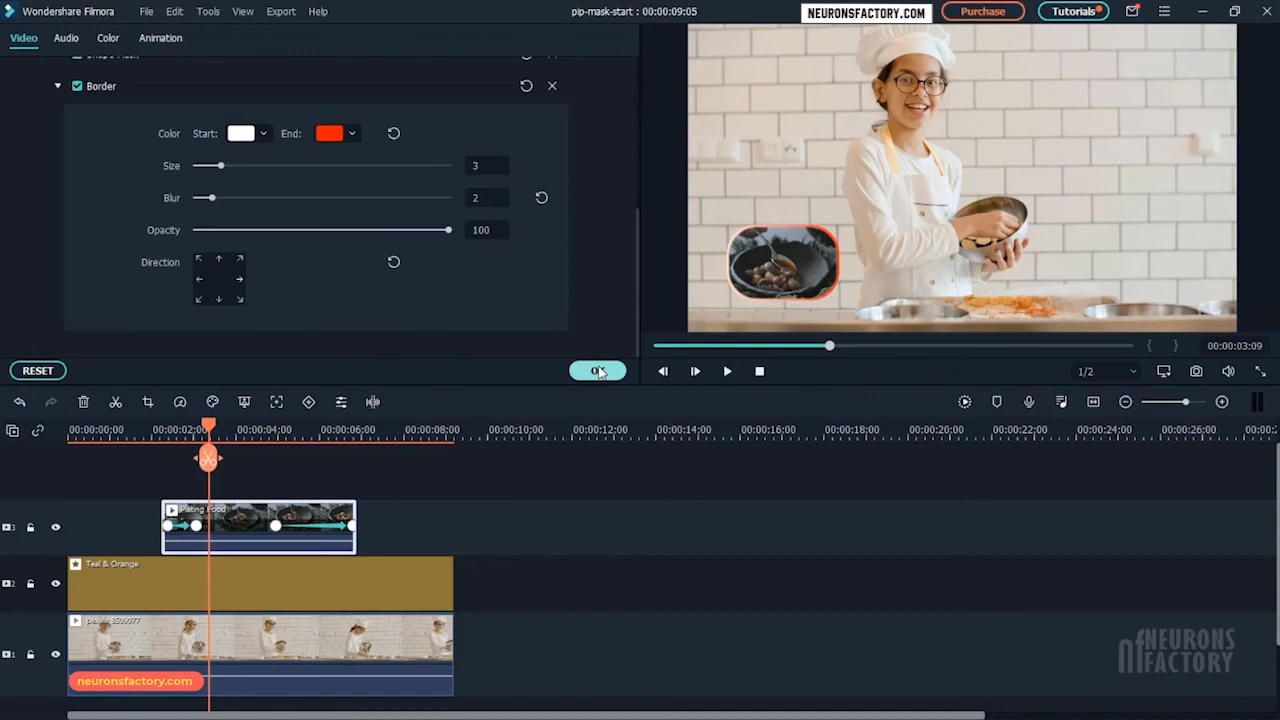 Wondershare Filmora File Edit Tools View Export Help pip-mask-start : 00:00:09:05 NEURONSFACTORY.COM Purchase Tutorials
Video Audio Color Animation
Border
Color Start: End:
Size 3
Blur 2
Opacity 100
Direction
RESET
1/2
00:00:03:09
00:00:00;00 00:00:02;00 00:00:04;00 00:00:06;00 00:00:08;00 00:00:10;00 00:00:12;00 00:00:14;00 00:00:16;00 00:00:18;00 00:00:20;00 00:00:22;00 00:00:24;00 00:00:26;00
Plating Food
3
Teal & Orange
2
1
neuronsfactory.com
NEURONS
FACTORY